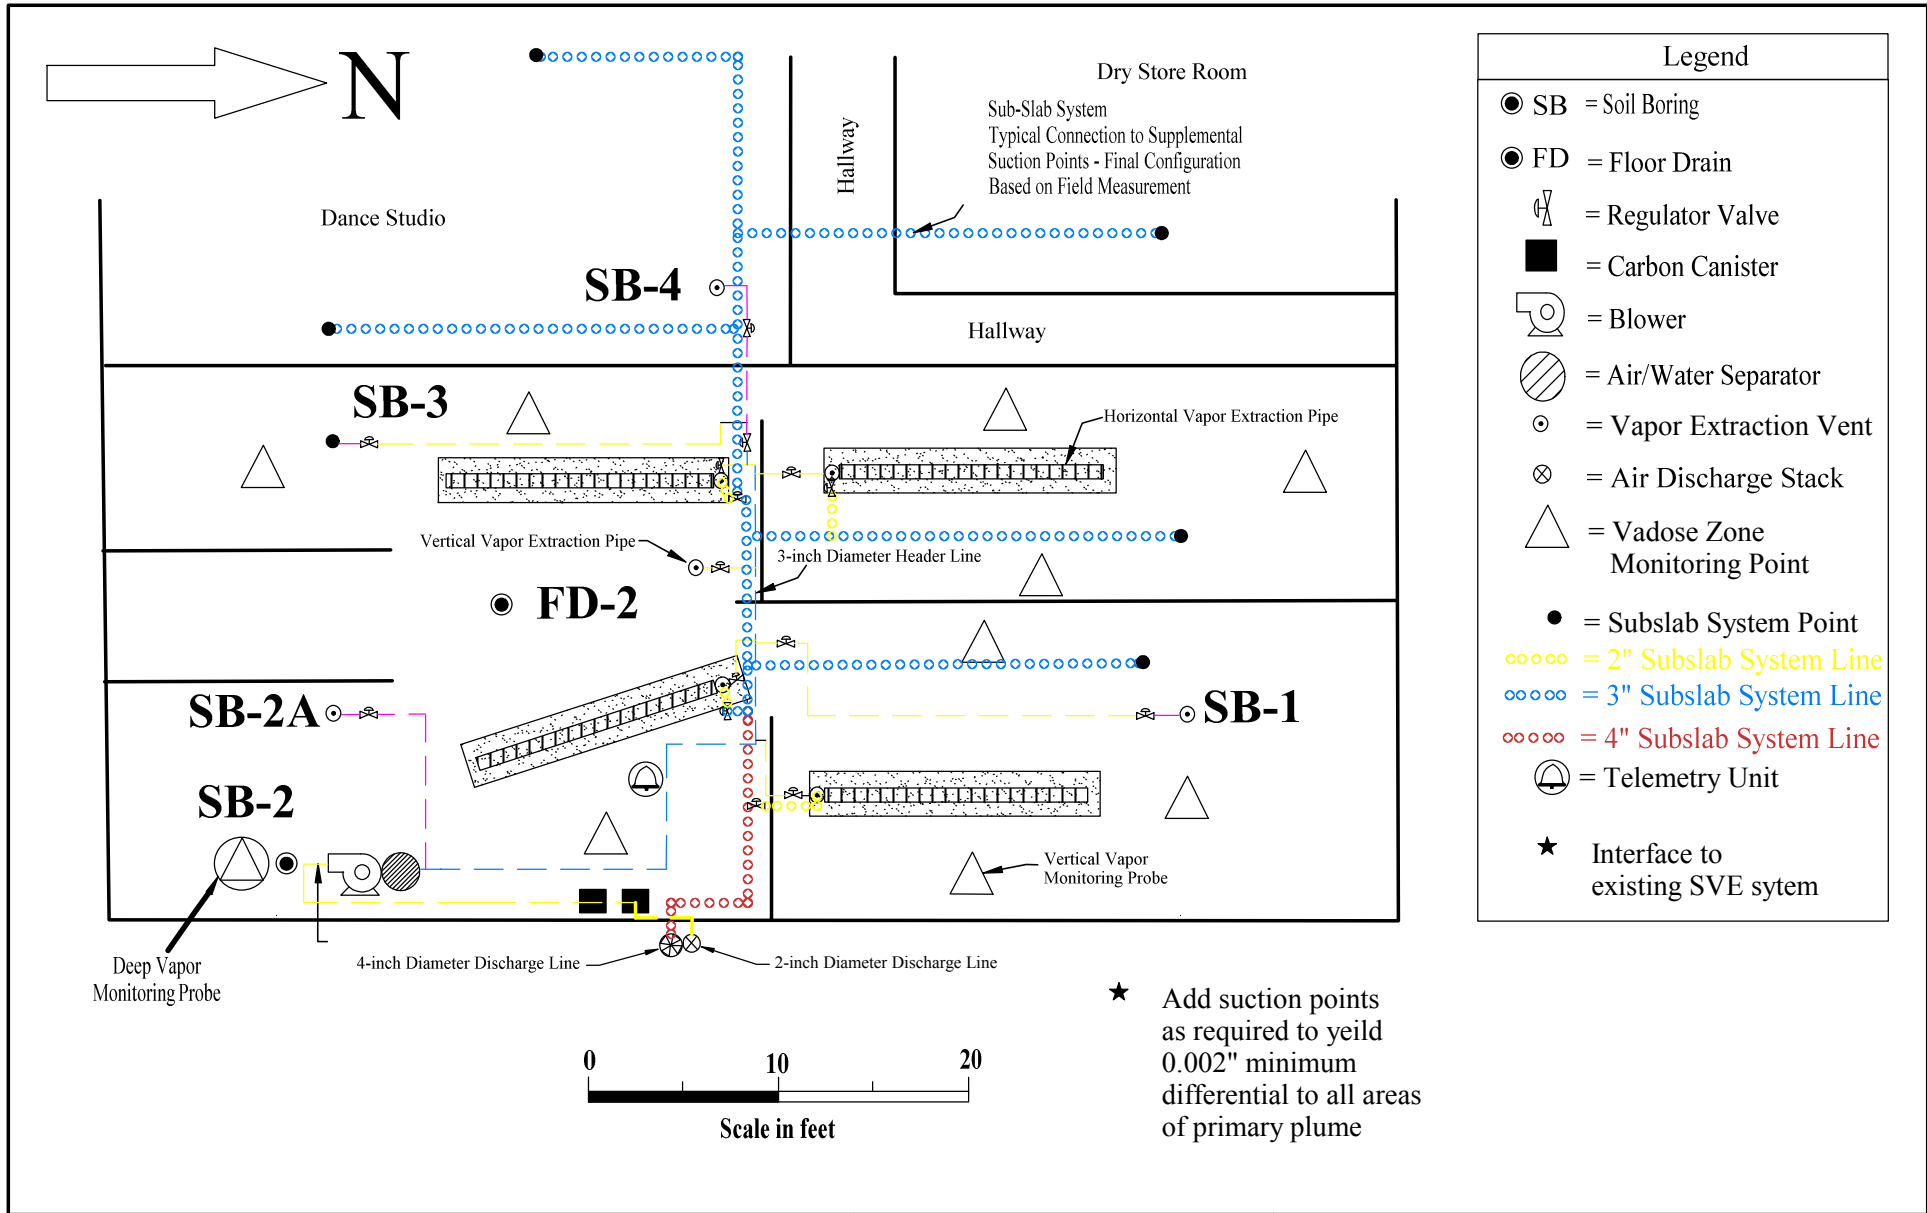 N
Dry Store Room
Sub-Slab System
Typical Connection to Supplemental
Suction Points - Final Configuration
Based on Field Measurement
Hallway
Dance Studio
SB-4
Hallway
SB-3
Horizontal Vapor Extraction Pipe
Vertical Vapor Extraction Pipe
3-inch Diameter Header Line
FD-2
SB-2A
SB-1
SB-2
Vertical Vapor
Monitoring Probe
Deep Vapor
Monitoring Probe
4-inch Diameter Discharge Line
2-inch Diameter Discharge Line
0 10 20
Scale in feet
★ Add suction points
as required to yeild
0.002" minimum
differential to all areas
of primary plume
Legend
SB = Soil Boring
FD = Floor Drain
= Regulator Valve
= Carbon Canister
= Blower
= Air/Water Separator
= Vapor Extraction Vent
= Air Discharge Stack
= Vadose Zone
Monitoring Point
= Subslab System Point
= 2" Subslab System Line
= 3" Subslab System Line
= 4" Subslab System Line
= Telemetry Unit
★ Interface to
existing SVE sytem